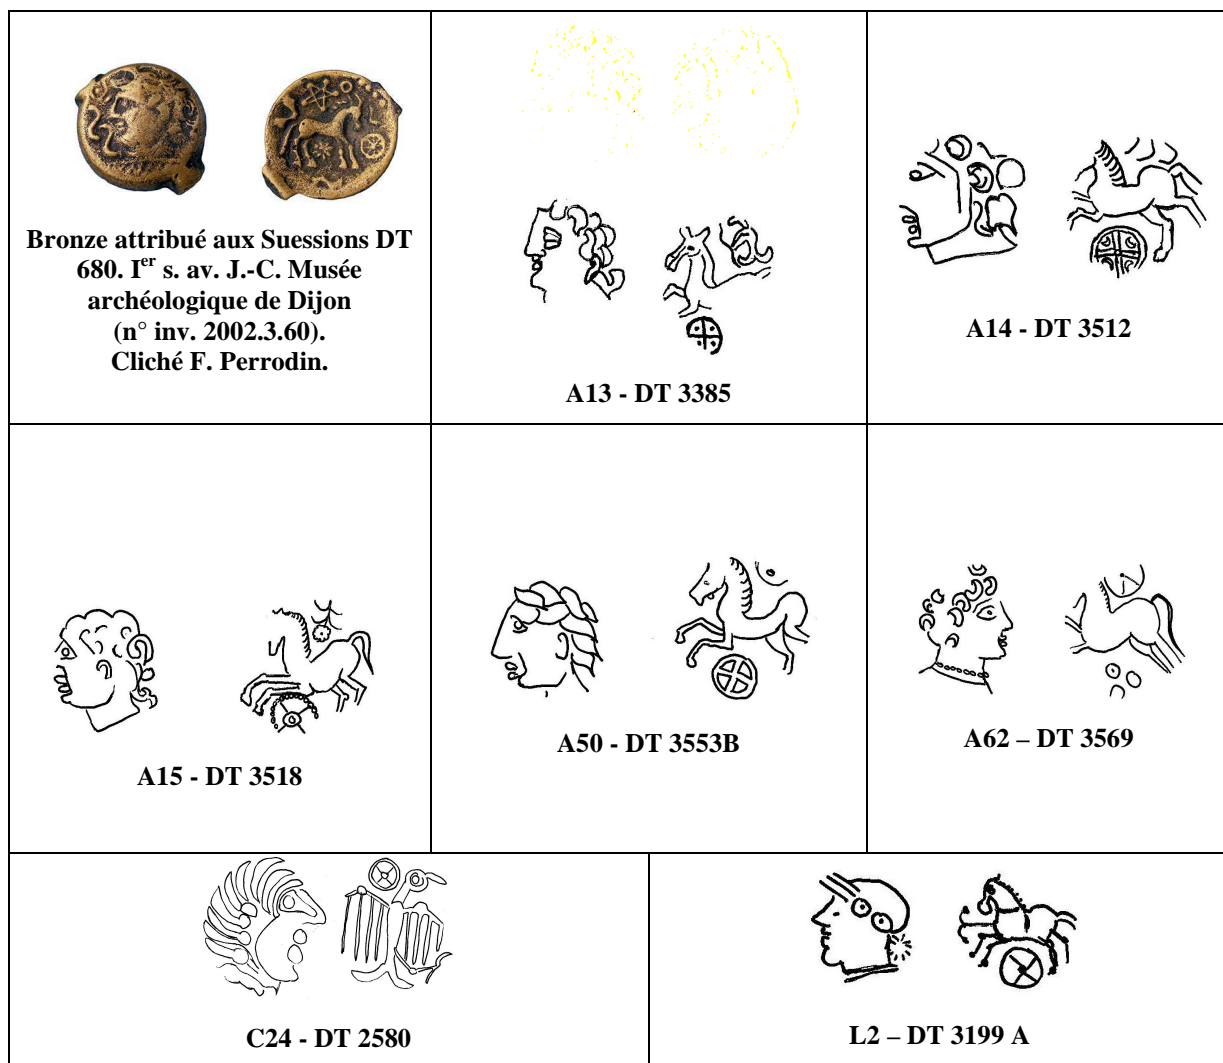 Bronze attribué aux Suessions DT
680. Ier s. av. J.-C. Musée
archéologique de Dijon
(n° inv. 2002.3.60).
Cliché F. Perrodin.
A13 - DT 3385
A14 - DT 3512
A15 - DT 3518
A50 - DT 3553B
A62 – DT 3569
C24 - DT 2580
L2 – DT 3199 A